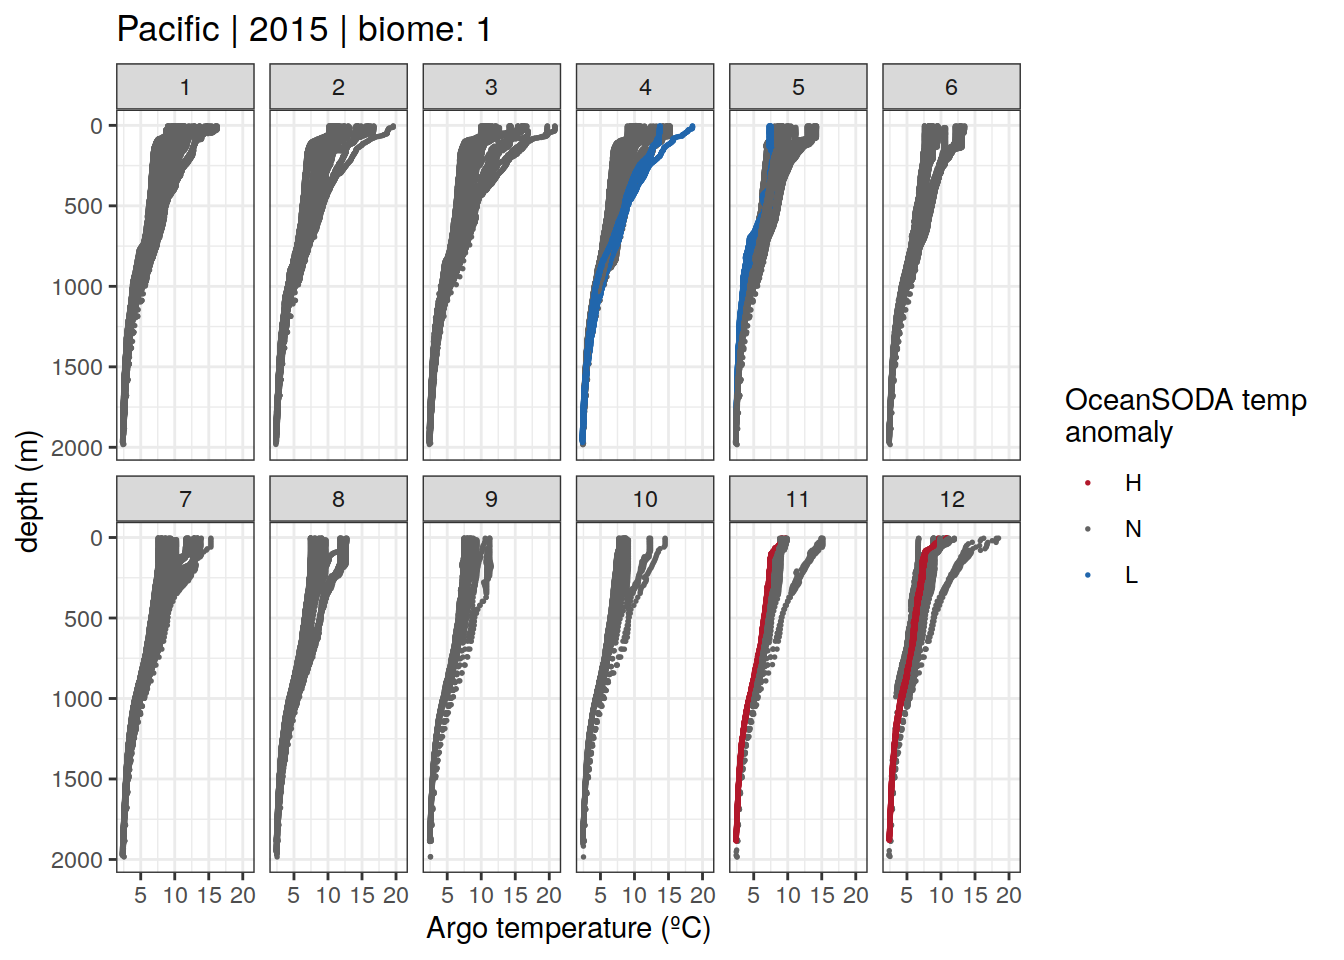 Pacific | 2015 | biome: 1
1 2 3 4 5 6
0
500
1000
1500
2000
7 8 9 10 11 12
0
500
1000
1500
2000
5 10 15 20 5 10 15 20 5 10 15 20 5 10 15 20 5 10 15 20 5 10 15 20
Argo temperature (ºC)
depth (m)
OceanSODA temp
anomaly
H
N
L